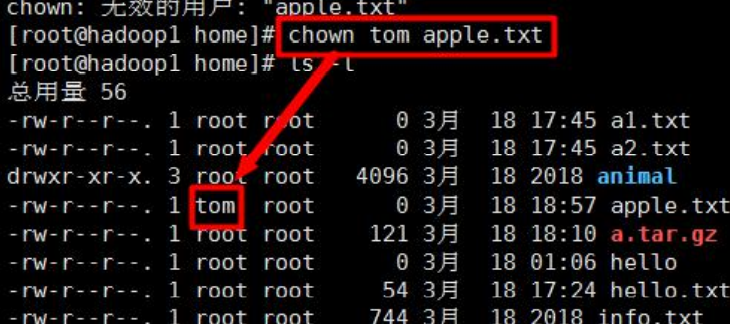 chown: 无效的用户: "apple.txt"
[root@hadoop1 home]# chown tom apple.txt
[root@hadoop1 home]# ls -l
总用量 56
-rw-r--r--. 1 root root 0 3月 18 17:45 a1.txt
-rw-r--r--. 1 root root 0 3月 18 17:45 a2.txt
drwxr-xr-x. 3 root root 4096 3月 18 2018 animal
-rw-r--r--. 1 tom root 0 3月 18 18:57 apple.txt
-rw-r--r--. 1 root root 121 3月 18 18:10 a.tar.gz
-rw-r--r--. 1 root root 0 3月 18 01:06 hello
-rw-r--r--. 1 root root 54 3月 18 17:24 hello.txt
-rw-r--r--. 1 root root 744 3月 18 2018 info.txt